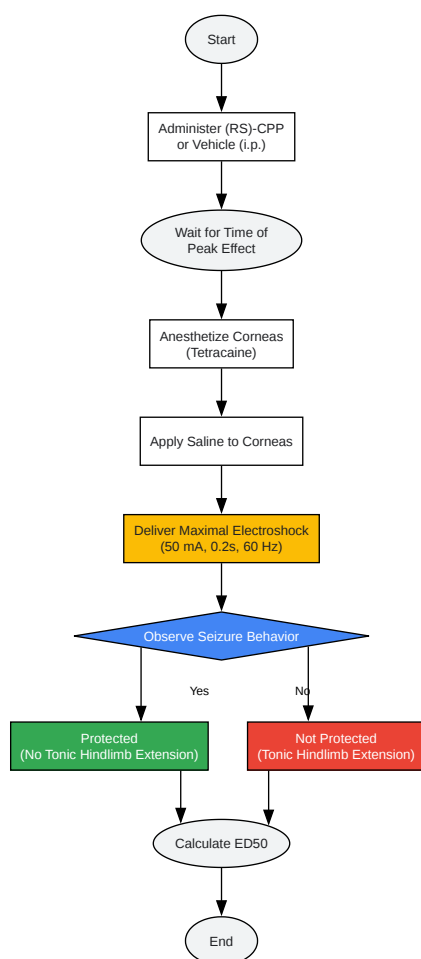 Start
Administer (RS)-CPP
or Vehicle (i.p.)
Wait for Time of
Peak Effect
Anesthetize Corneas
(Tetracaine)
Apply Saline to Corneas
Deliver Maximal Electroshock
(50 mA, 0.2s, 60 Hz)
Observe Seizure Behavior
Yes
No
Protected
(No Tonic Hindlimb Extension)
Not Protected
(Tonic Hindlimb Extension)
Calculate ED50
End